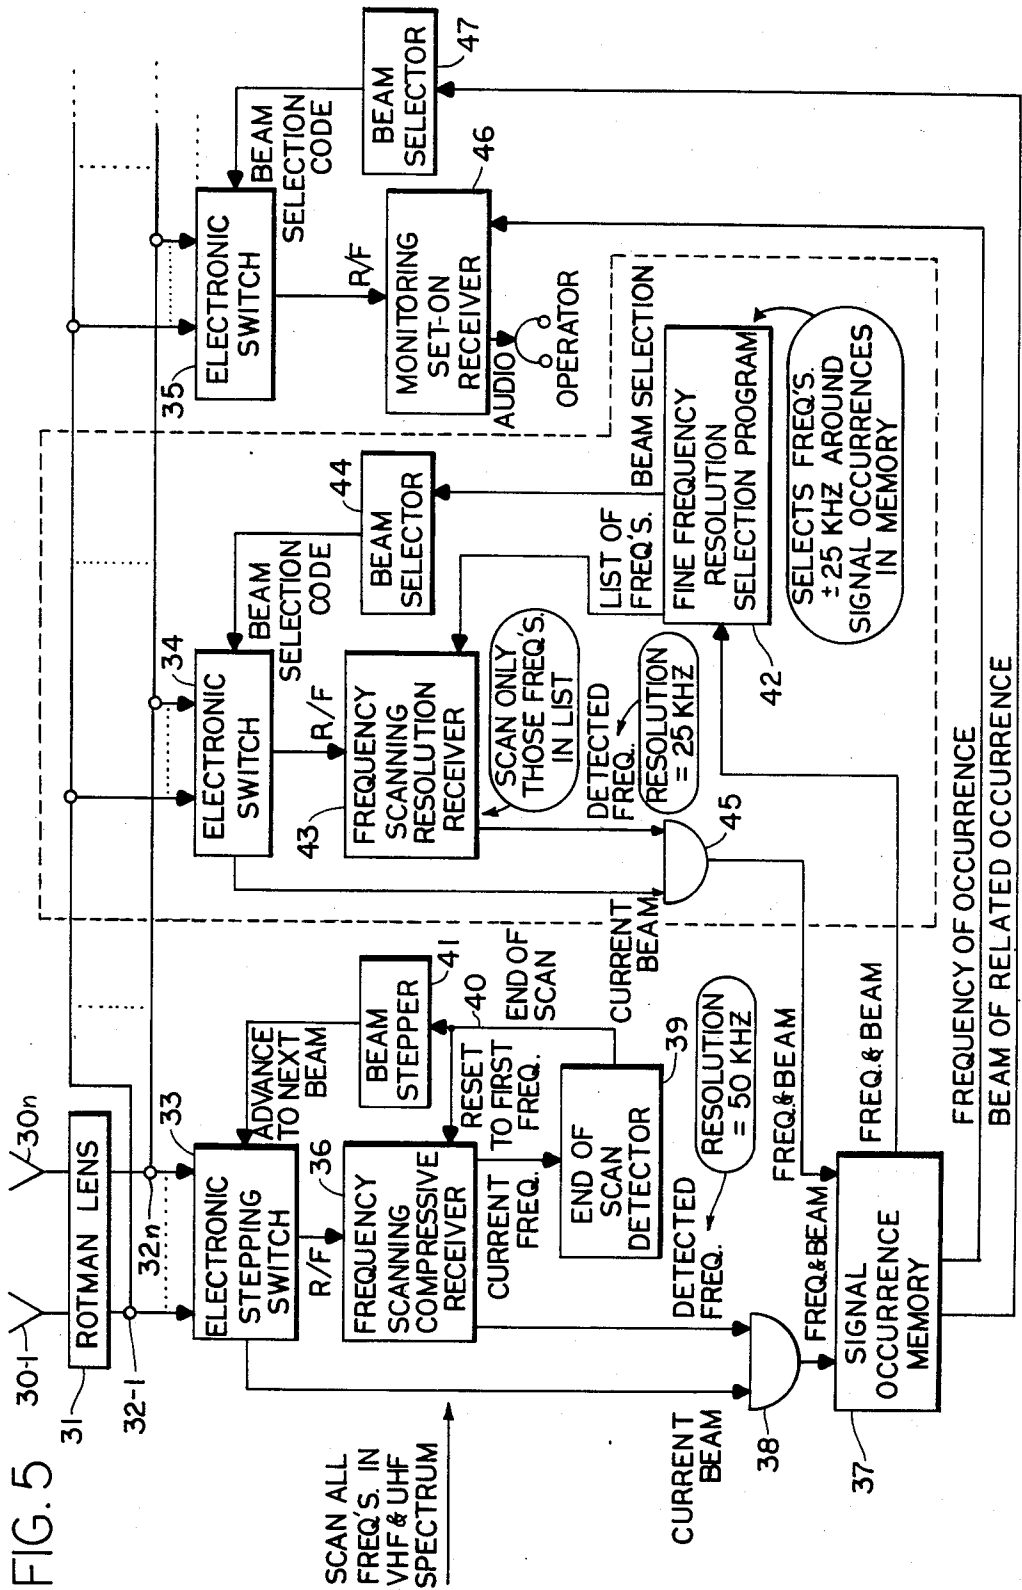 FIG. 5
30-1
30n
31
ROTMAN LENS
32-1
32n
33
ELECTRONIC
STEPPING
SWITCH
ADVANCE
TO NEXT
BEAM
BEAM
STEPPER
41
R/F
36
FREQUENCY
SCANNING
COMPRESSIVE
RECEIVER
RESET
TO FIRST
FREQ.
40
END OF
SCAN
CURRENT
FREQ.
END OF
SCAN
DETECTOR
39
SCAN ALL
FREQ'S. IN
VHF & UHF
SPECTRUM
DETECTED
FREQ.
RESOLUTION
= 50 KHZ
CURRENT
BEAM
38
FREQ.&BEAM
FREQ.&BEAM
SIGNAL
OCCURRENCE
MEMORY
37
FREQ.& BEAM
FREQUENCY OF OCCURRENCE
BEAM OF RELATED OCCURRENCE
34
ELECTRONIC
SWITCH
BEAM
SELECTION
CODE
BEAM
SELECTOR
44
R/F
43
FREQUENCY
SCANNING
RESOLUTION
RECEIVER
SCAN ONLY
THOSE FREQ'S.
IN LIST
LIST OF
FREQ'S.
BEAM SELECTION
DETECTED
FREQ.
RESOLUTION
= 25 KHZ
CURRENT
BEAM
45
42
FINE FREQUENCY
RESOLUTION
SELECTION PROGRAM
SELECTS FREQ'S.
± 25 KHZ AROUND
SIGNAL OCCURRENCES
IN MEMORY
35
ELECTRONIC
SWITCH
BEAM
SELECTION
CODE
BEAM
SELECTOR
47
R/F
MONITORING
SET-ON
RECEIVER
46
AUDIO
OPERATOR